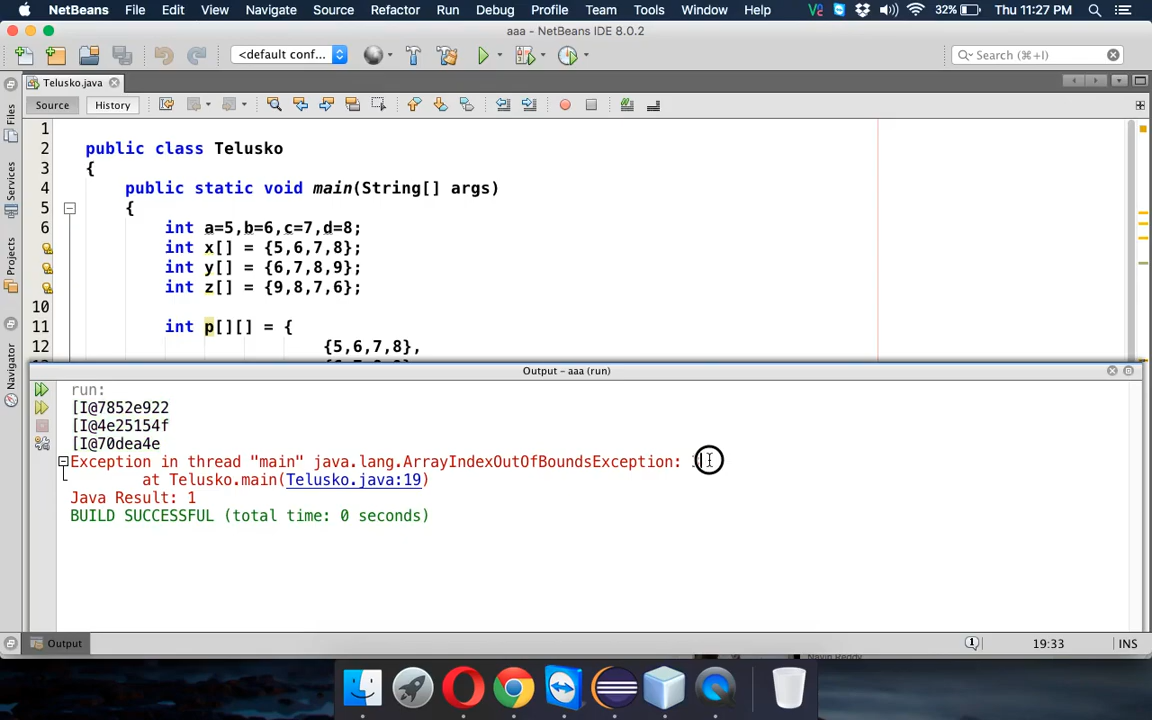 NetBeans File Edit View Navigate Source Refactor Run Debug Profile Team Tools Window Help 32% Thu 11:27 PM
aaa - NetBeans IDE 8.0.2
<default conf... Search (⌘+I)
Telusko.java
Source History
Files
Services
Projects
Navigator
1
2 public class Telusko
3 {
4 public static void main(String[] args)
5 {
6 int a=5,b=6,c=7,d=8;
int x[] = {5,6,7,8};
int y[] = {6,7,8,9};
int z[] = {9,8,7,6};
10
11 int p[][] = {
12 {5,6,7,8},
Output - aaa (run)
run:
[I@7852e922
[I@4e25154f
[I@70dea4e
Exception in thread "main" java.lang.ArrayIndexOutOfBoundsException:
at Telusko.main(Telusko.java:19)
Java Result: 1
BUILD SUCCESSFUL (total time: 0 seconds)
Output 1 19:33 INS